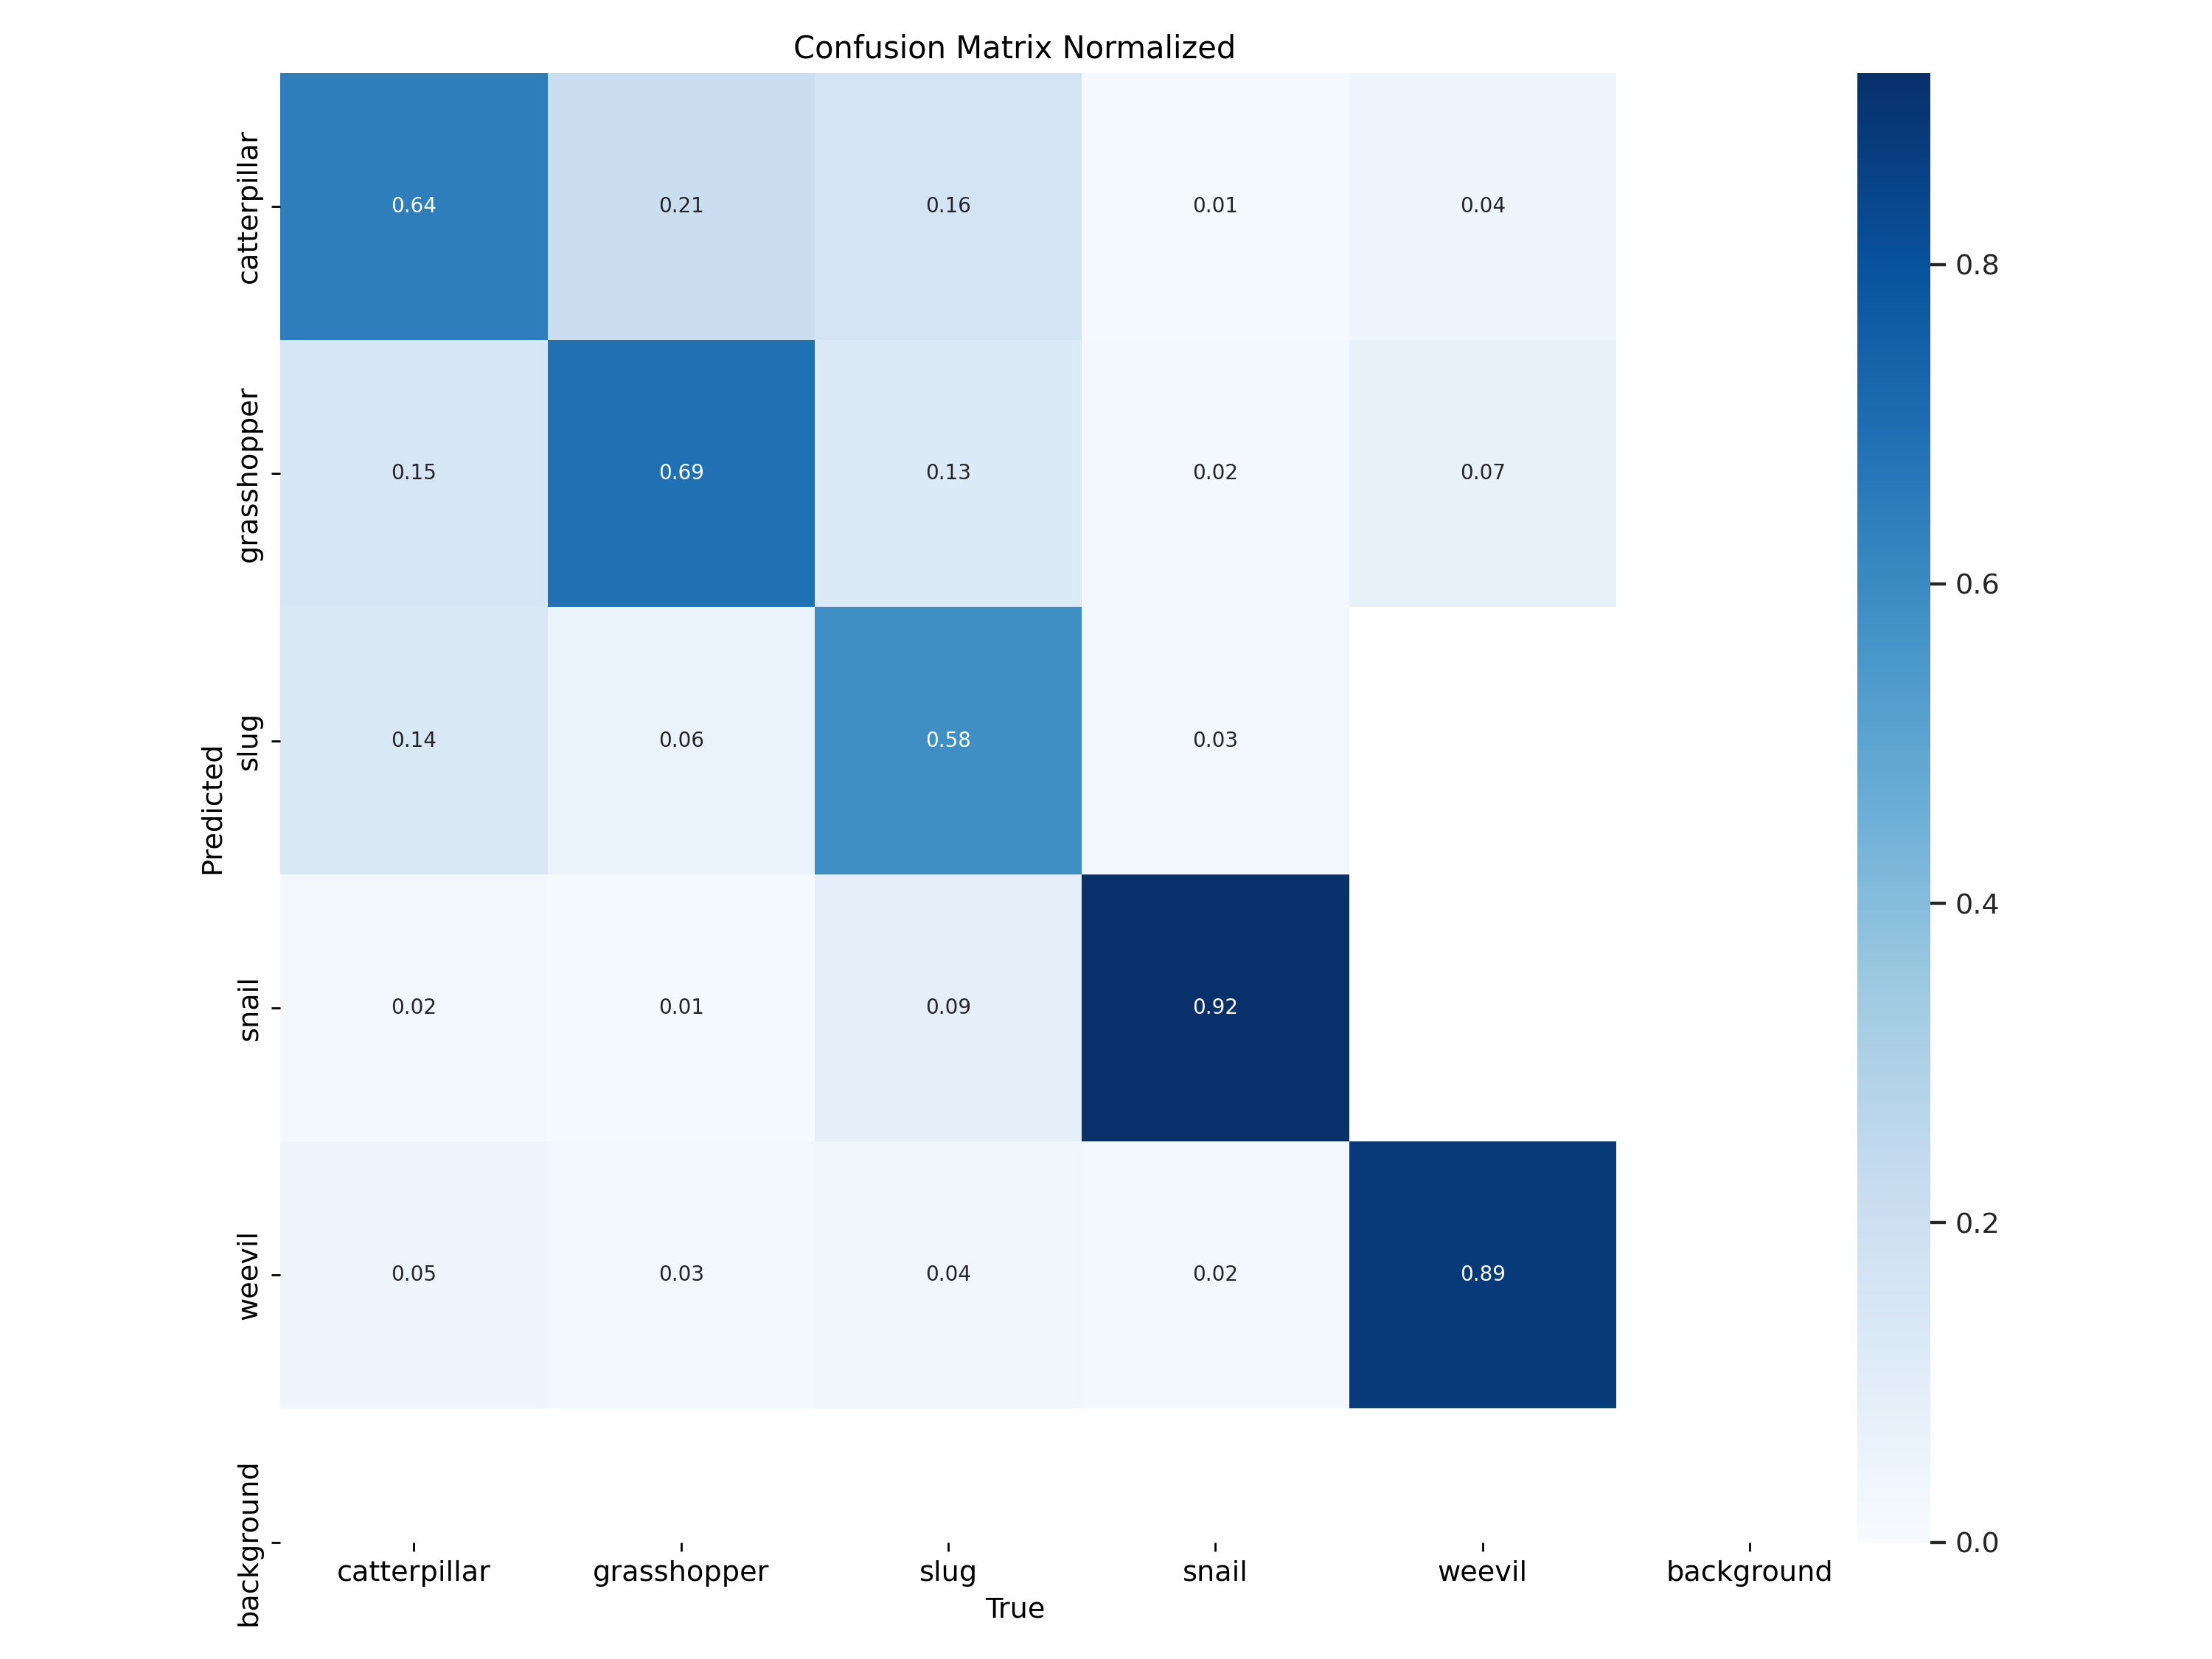 Confusion Matrix Normalized
catterpillar
0.64 0.21 0.16 0.01 0.04
grasshopper
0.15 0.69 0.13 0.02 0.07
slug
0.14 0.06 0.58 0.03
snail
0.02 0.01 0.09 0.92
weevil
0.05 0.03 0.04 0.02 0.89
background
Predicted
catterpillar grasshopper slug snail weevil background
True
0.8
0.6
0.4
0.2
0.0